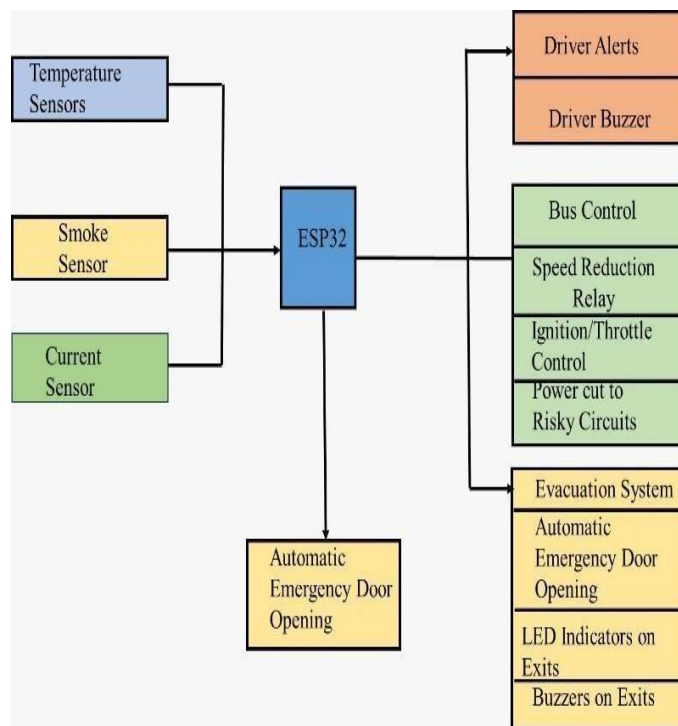 Temperature
Sensors
Smoke
Sensor
Current
Sensor
ESP32
Automatic
Emergency Door
Opening
Driver Alerts
Driver Buzzer
Bus Control
Speed Reduction
Relay
Ignition/Throttle
Control
Power cut to
Risky Circuits
Evacuation System
Automatic
Emergency Door
Opening
LED Indicators on
Exits
Buzzers on Exits